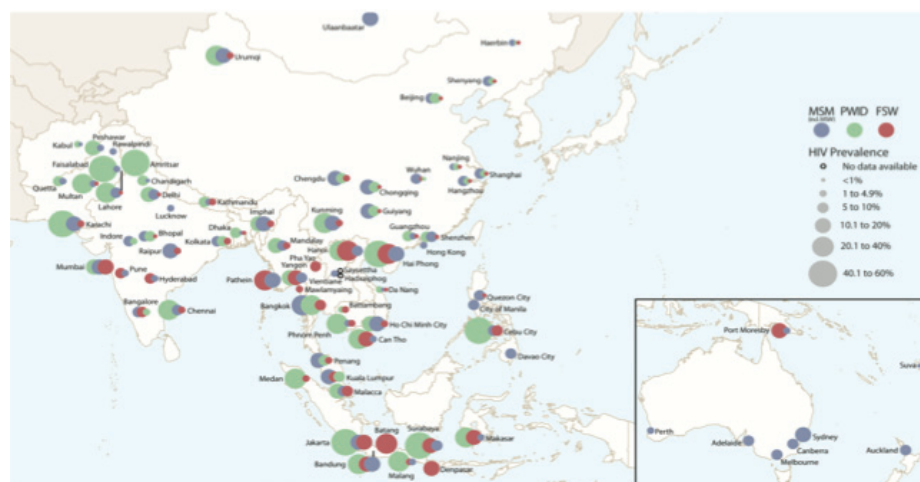 Ulaanbaatar
Haerbin
Urumqi
Shenyang
Beijing
MSM PWID FSW
HIV Prevalence
No data available
<1%
1 to 4.9%
5 to 10%
10.1 to 20%
20.1 to 40%
40.1 to 60%
Peshawar
Kabul
Rawalpindi
Faisalabad
Amritsar
Nanjing
Wuhan
Shanghai
Chengdu
Chandigarh
Quetta
Multan
Delhi
Lahore
Chongqing
Hangzhou
Kathmandu
Lucknow
Karachi
Imphal
Kunming
Guiyang
Guangzhou
Dhaka
Shenzhen
Indore
Bhopal
Kolkata
Mandalay
Hanoi
Hong Kong
Raipur
Pha Yan
Hai Phong
Mumbai
Pune
Yangon
Sayasttha
Hadxaifong
Hyderabad
Pathein
Vientiane
Mawlamyaing
Da Nang
Quezon City
City of Manila
Bangalore
Chennai
Bangkok
Battambang
Ho Chi Minh City
Phnom Penh
Cebu City
Can Tho
Port Moresby
Davao City
Penang
Medan
Kuala Lumpur
Malacca
Suva
Batang
Surabaya
Jakarta
Makasar
Perth
Sydney
Adelaide
Canberra
Auckland
Bandung
Malang
Denpasar
Melbourne